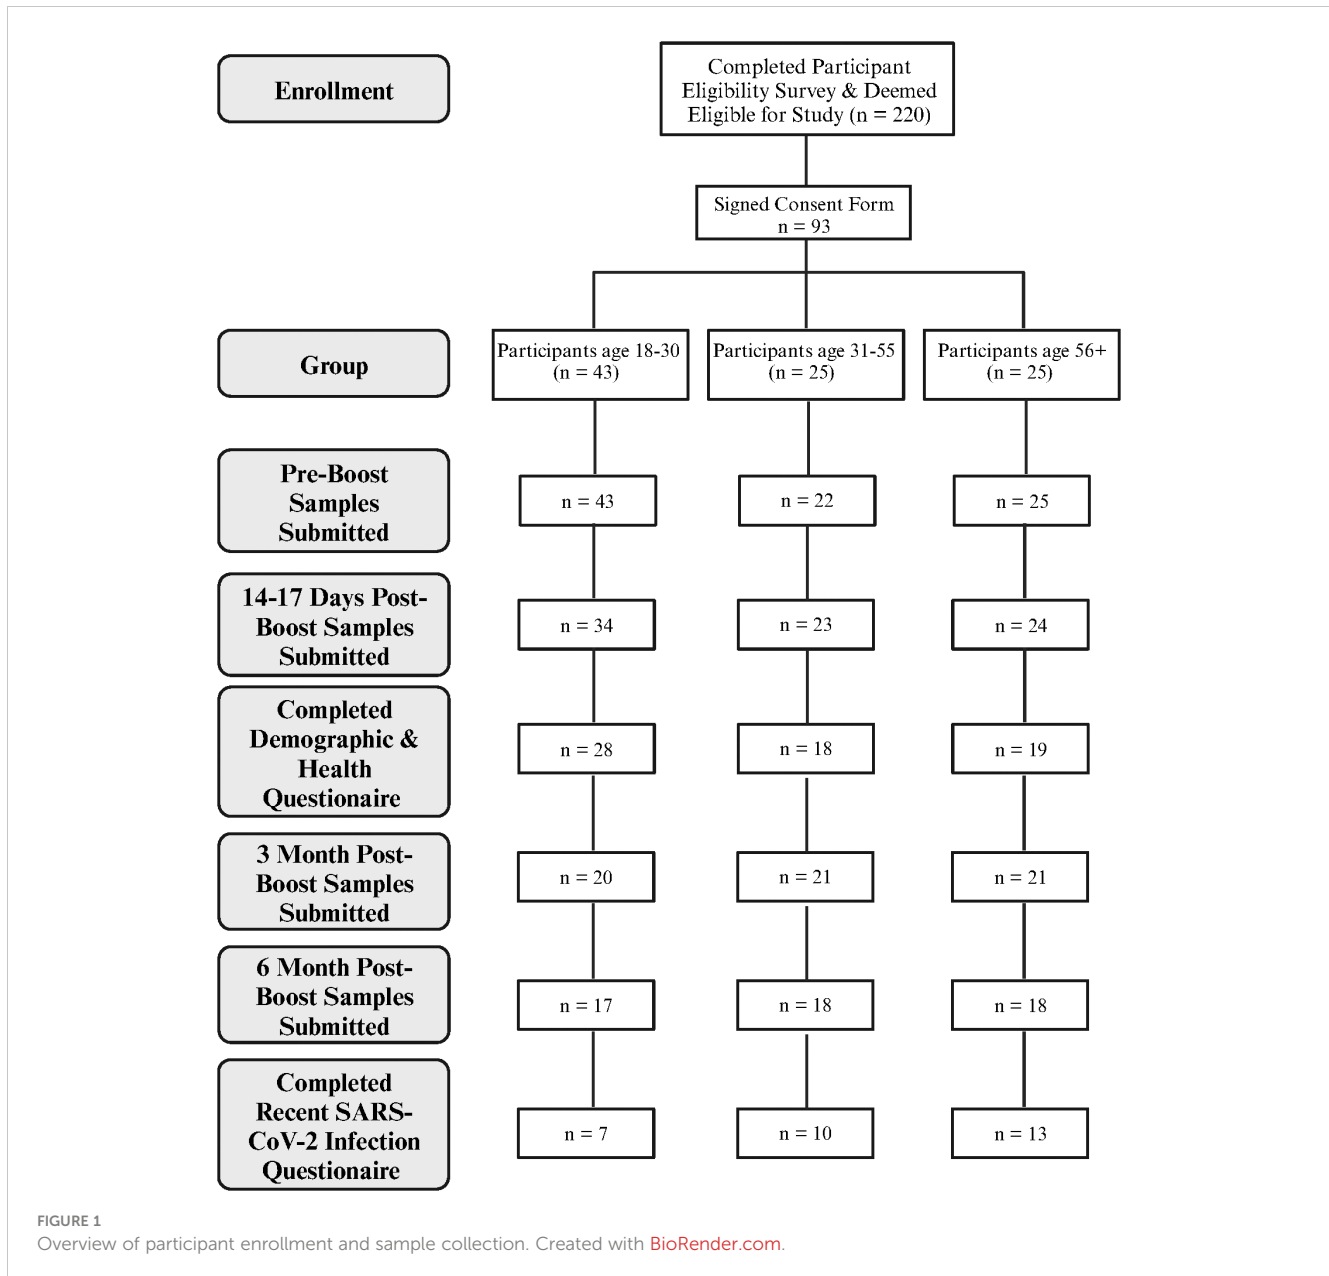 Enrollment
Completed Participant
Eligibility Survey & Deemed
Eligible for Study (n = 220)
Signed Consent Form
n = 93
Group
Participants age 18-30
(n = 43)
Participants age 31-55
(n = 25)
Participants age 56+
(n = 25)
Pre-Boost
Samples
Submitted
n = 43
n = 22
n = 25
14-17 Days Post-
Boost Samples
Submitted
n = 34
n = 23
n = 24
Completed
Demographic &
Health
Questionaire
n = 28
n = 18
n = 19
3 Month Post-
Boost Samples
Submitted
n = 20
n = 21
n = 21
6 Month Post-
Boost Samples
Submitted
n = 17
n = 18
n = 18
Completed
Recent SARS-
CoV-2 Infection
Questionaire
n = 7
n = 10
n = 13
FIGURE 1
Overview of participant enrollment and sample collection. Created with BioRender.com.